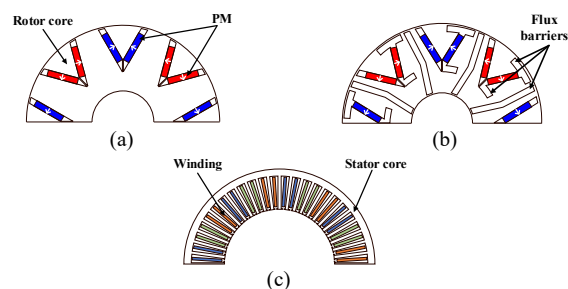 Rotor core
PM
Flux
barriers
(a)
(b)
Winding
Stator core
(c)